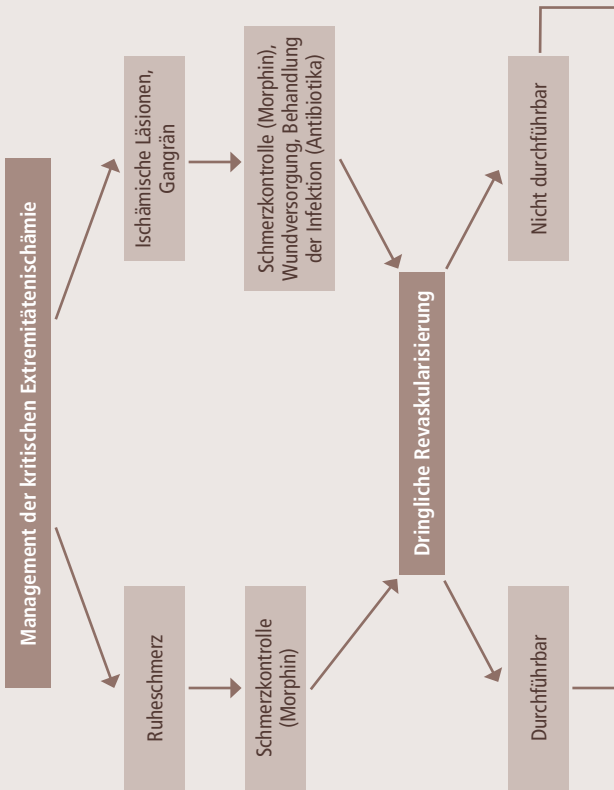 Management der kritischen Extremitätenischämie
Ruheschmerz
Ischämische Läsionen,
Gangrän
Schmerzkontrolle
(Morphin)
Schmerzkontrolle (Morphin),
Wundversorgung, Behandlung
der Infektion (Antibiotika)
Dringliche Revaskularisierung
Durchführbar
Nicht durchführbar